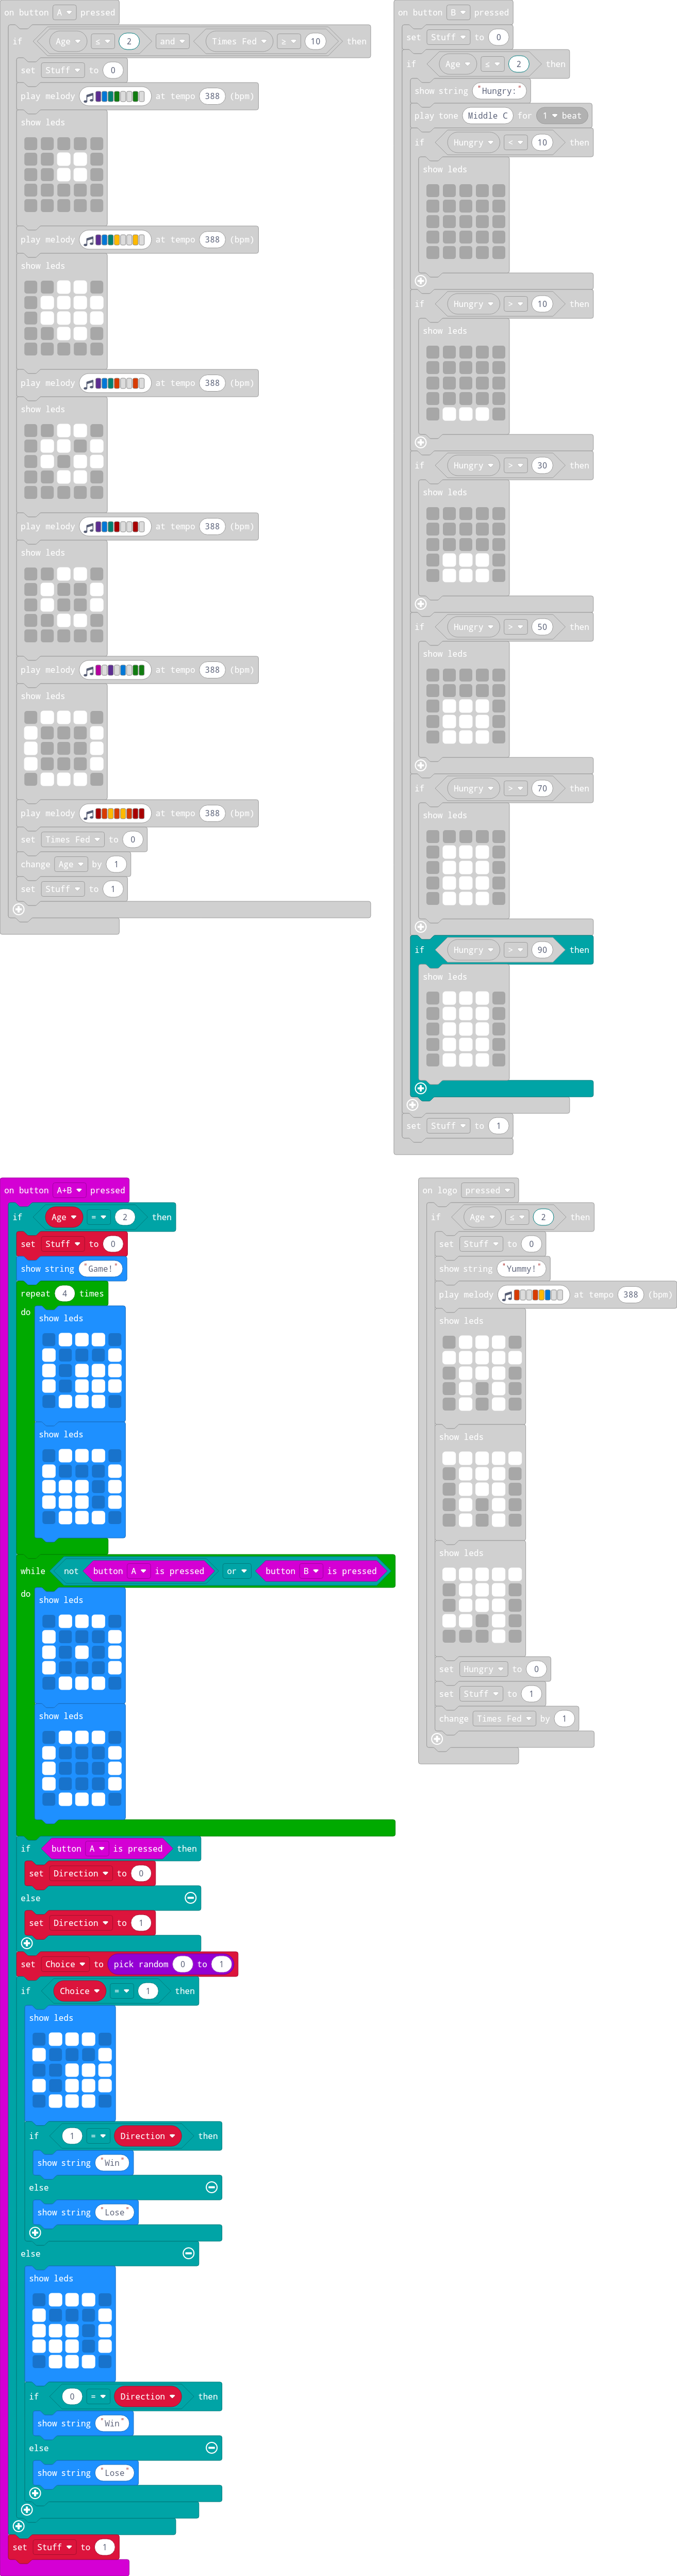 on button A pressed
if Age ≤ 2 and Times Fed ≥ 10 then
set Stuff to 0
play melody at tempo 388 (bpm)
show leds
play melody at tempo 388 (bpm)
show leds
play melody at tempo 388 (bpm)
show leds
play melody at tempo 388 (bpm)
show leds
play melody at tempo 388 (bpm)
show leds
play melody at tempo 388 (bpm)
set Times Fed to 0
change Age by 1
set Stuff to 1
on button B pressed
set Stuff to 0
if Age ≤ 2 then
show string "Hungry:"
play tone Middle C for 1 beat
if Hungry = 10 then
show leds
if Hungry > 10 then
show leds
if Hungry > 30 then
show leds
if Hungry > 50 then
show leds
if Hungry > 70 then
show leds
if Hungry > 90 then
show leds
set Stuff to 1
on button A+B pressed
if Age = 2 then
set Stuff to 0
show string "Game!"
repeat 4 times
do show leds
show leds
while not button A is pressed or button B is pressed
do show leds
show leds
if button A is pressed then
set Direction to 0
else
set Direction to 1
set Choice to pick random 0 to 1
if Choice = 1 then
show leds
if 1 = Direction then
show string "Win"
else
show string "Lose"
else
show leds
if 0 = Direction then
show string "Win"
else
show string "Lose"
set Stuff to 1
on logo pressed
if Age ≤ 2 then
set Stuff to 0
show string "Yummy!"
play melody at tempo 388 (bpm)
show leds
show leds
show leds
set Hungry to 0
set Stuff to 1
change Times Fed by 1